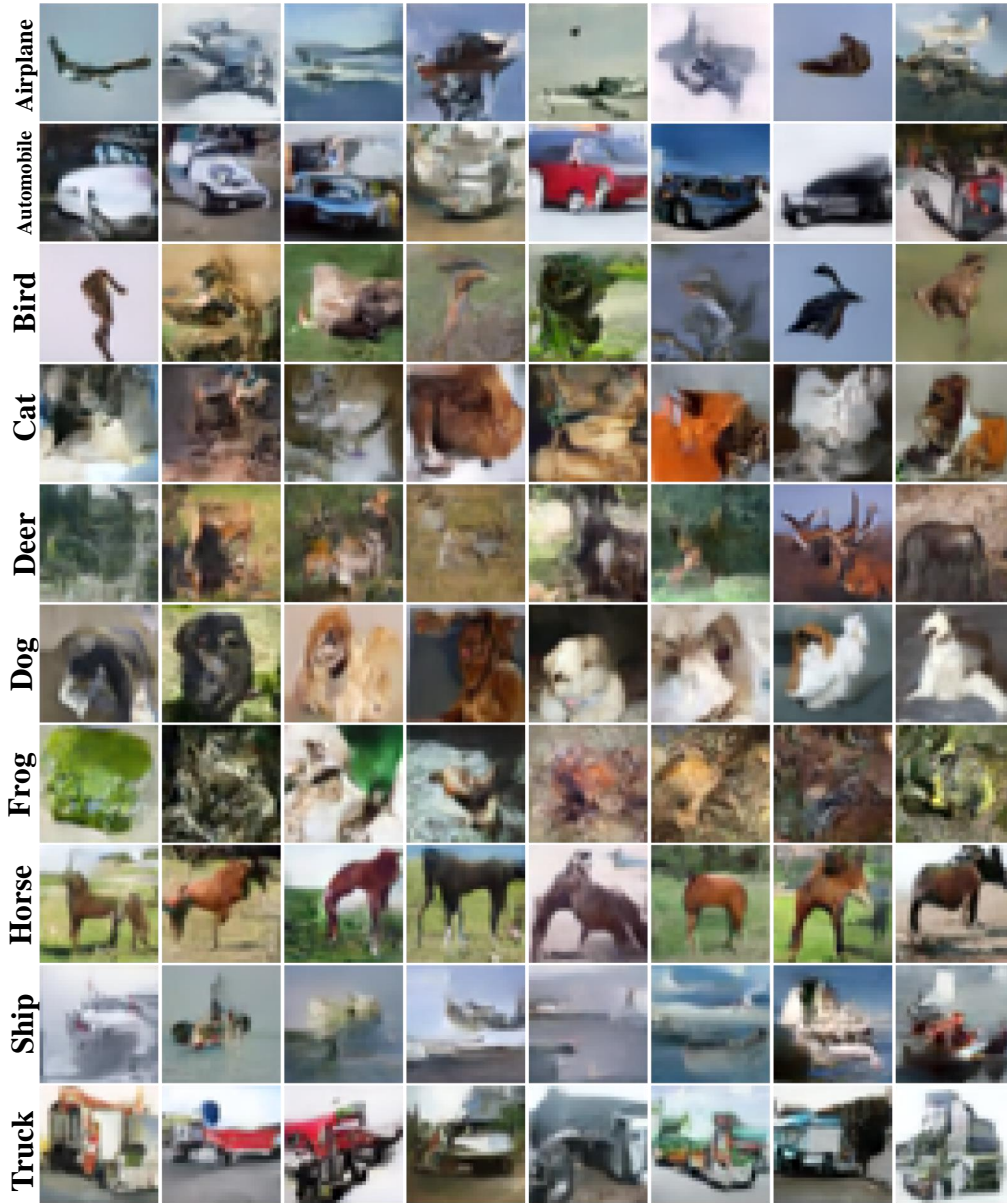 Airplane
Automobile
Bird
Cat
Deer
Dog
Frog
Horse
Ship
Truck